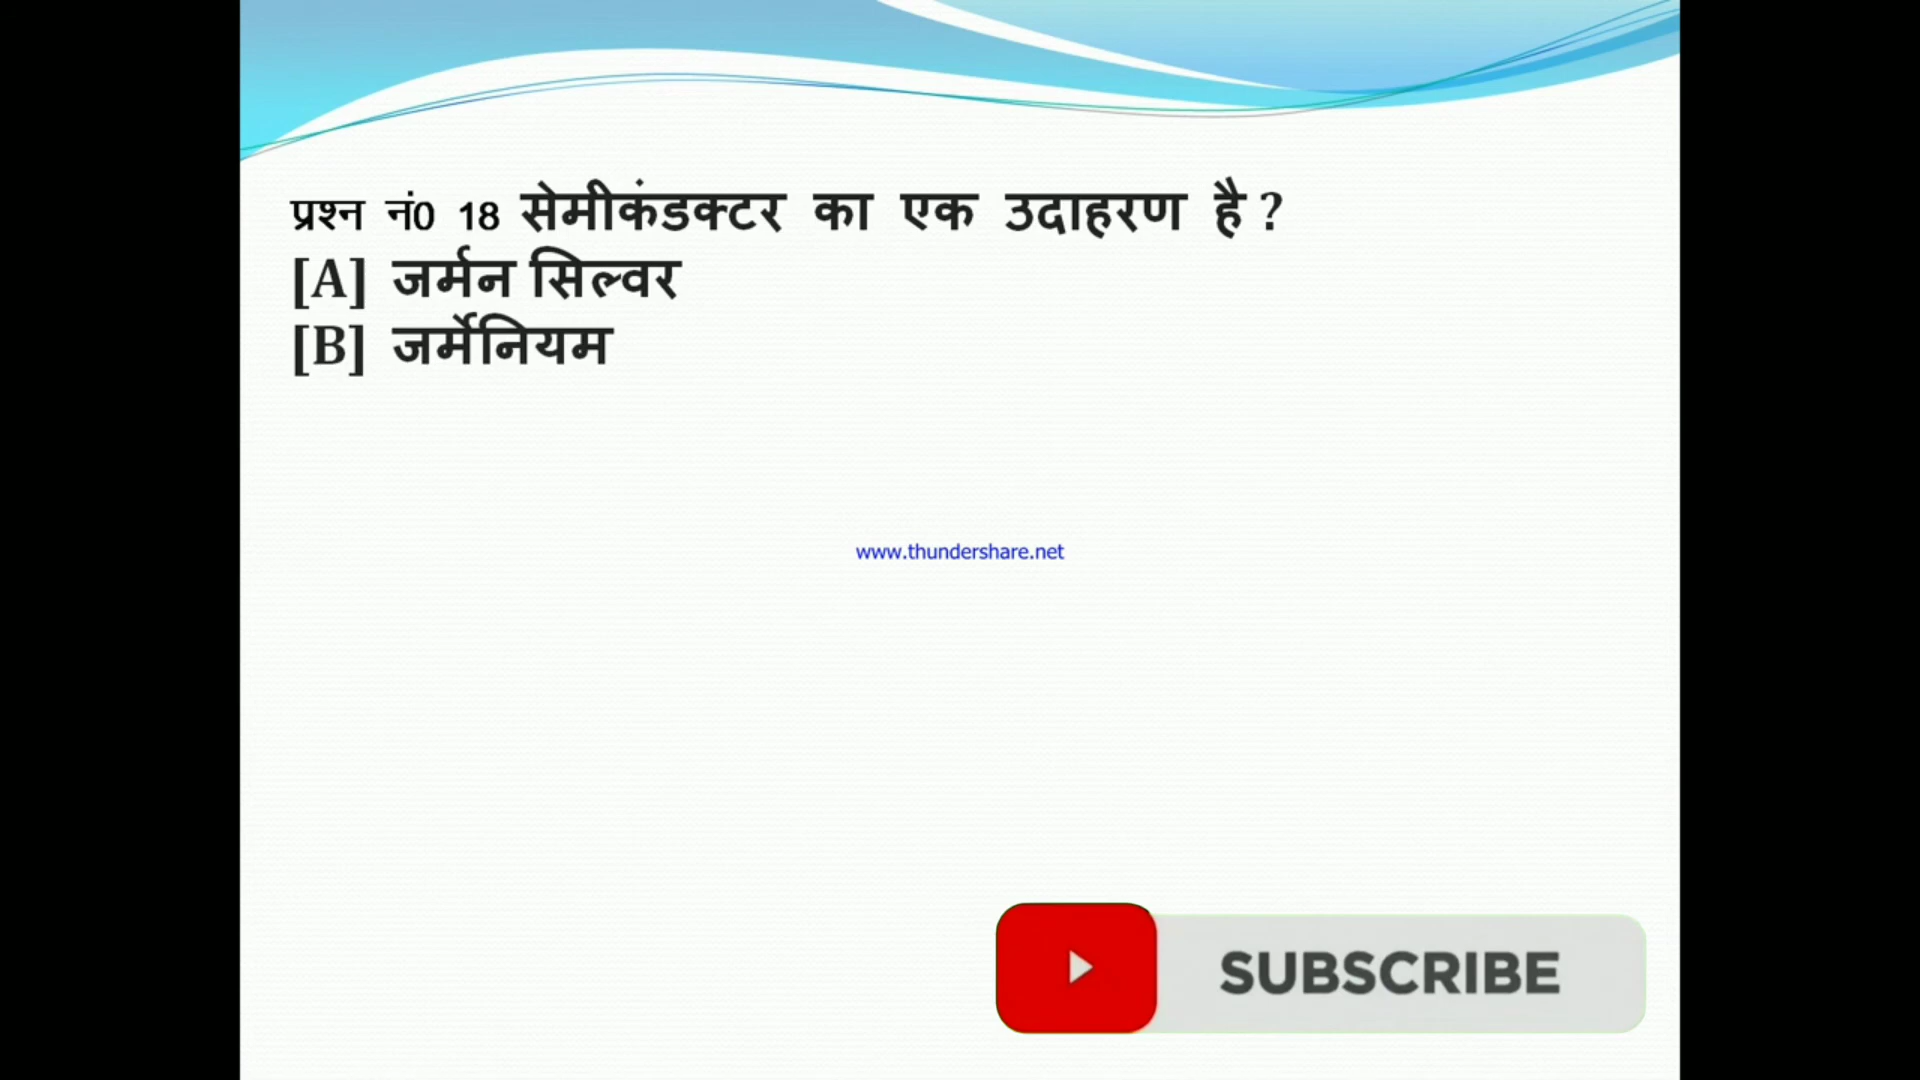 प्रश्न नं0 18 सेमीकंडक्टर का एक उदाहरण है ?
[A] जर्मन सिल्वर
[B] जर्मेनियम
www.thundershare.net
SUBSCRIBE